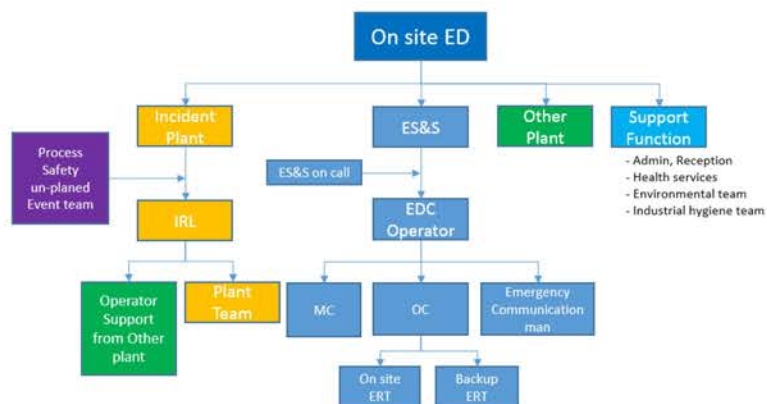 On site ED
Incident
Plant
ES&S
Other
Plant
Support
Function
- Admin, Reception
- Health services
- Environmental team
- Industrial hygiene team
Process
Safety
un-planed
Event team
ES&S on call
IRL
EDC
Operator
Operator
Support
from Other
plant
Plant
Team
MC
OC
Emergency
Communication
man
On site
ERT
Backup
ERT